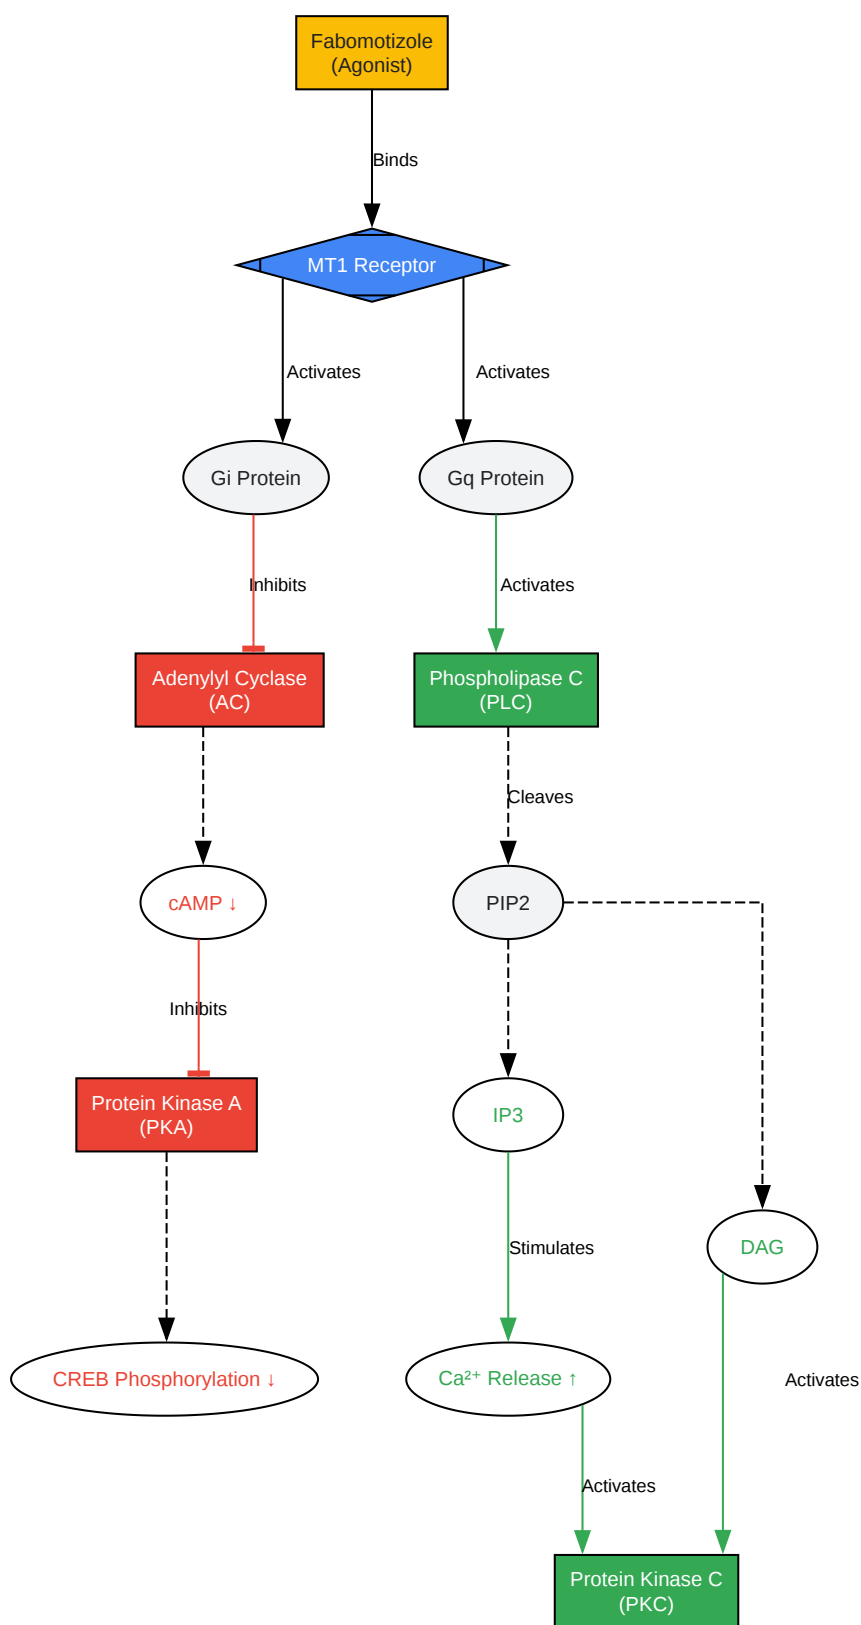 Fabomotizole
(Agonist)
Binds
MT1 Receptor
Activates
Activates
Gi Protein
Gq Protein
Inhibits
Activates
Adenylyl Cyclase
(AC)
Phospholipase C
(PLC)
Cleaves
cAMP ↓
PIP2
Inhibits
Protein Kinase A
(PKA)
IP3
Stimulates
DAG
CREB Phosphorylation ↓
Ca²⁺ Release ↑
Activates
Activates
Protein Kinase C
(PKC)